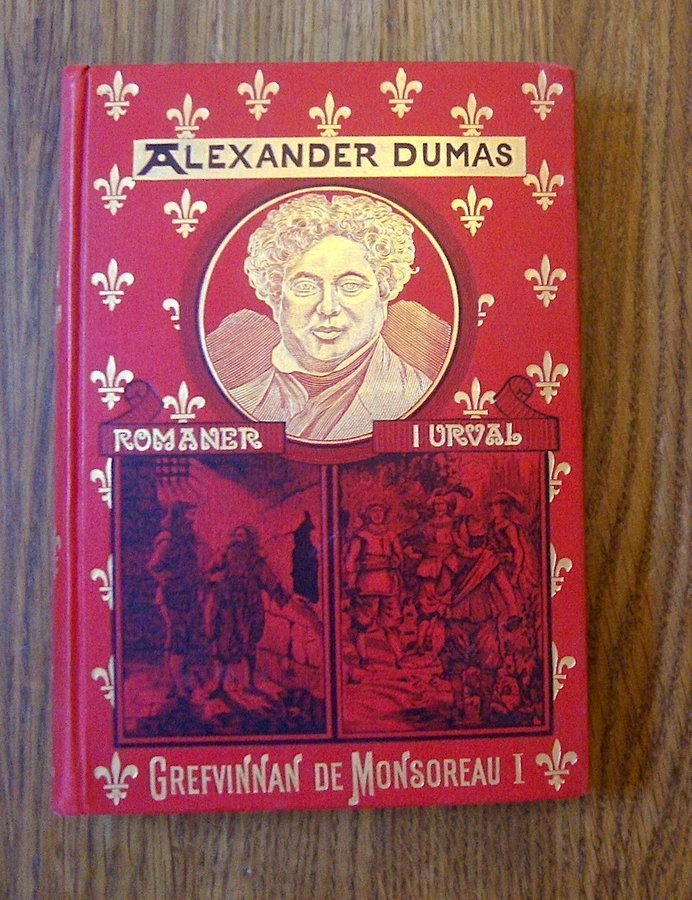 ALEXANDER DUMAS
ROMANER I URVAL
GREFVINNAN DE MONSOREAU I